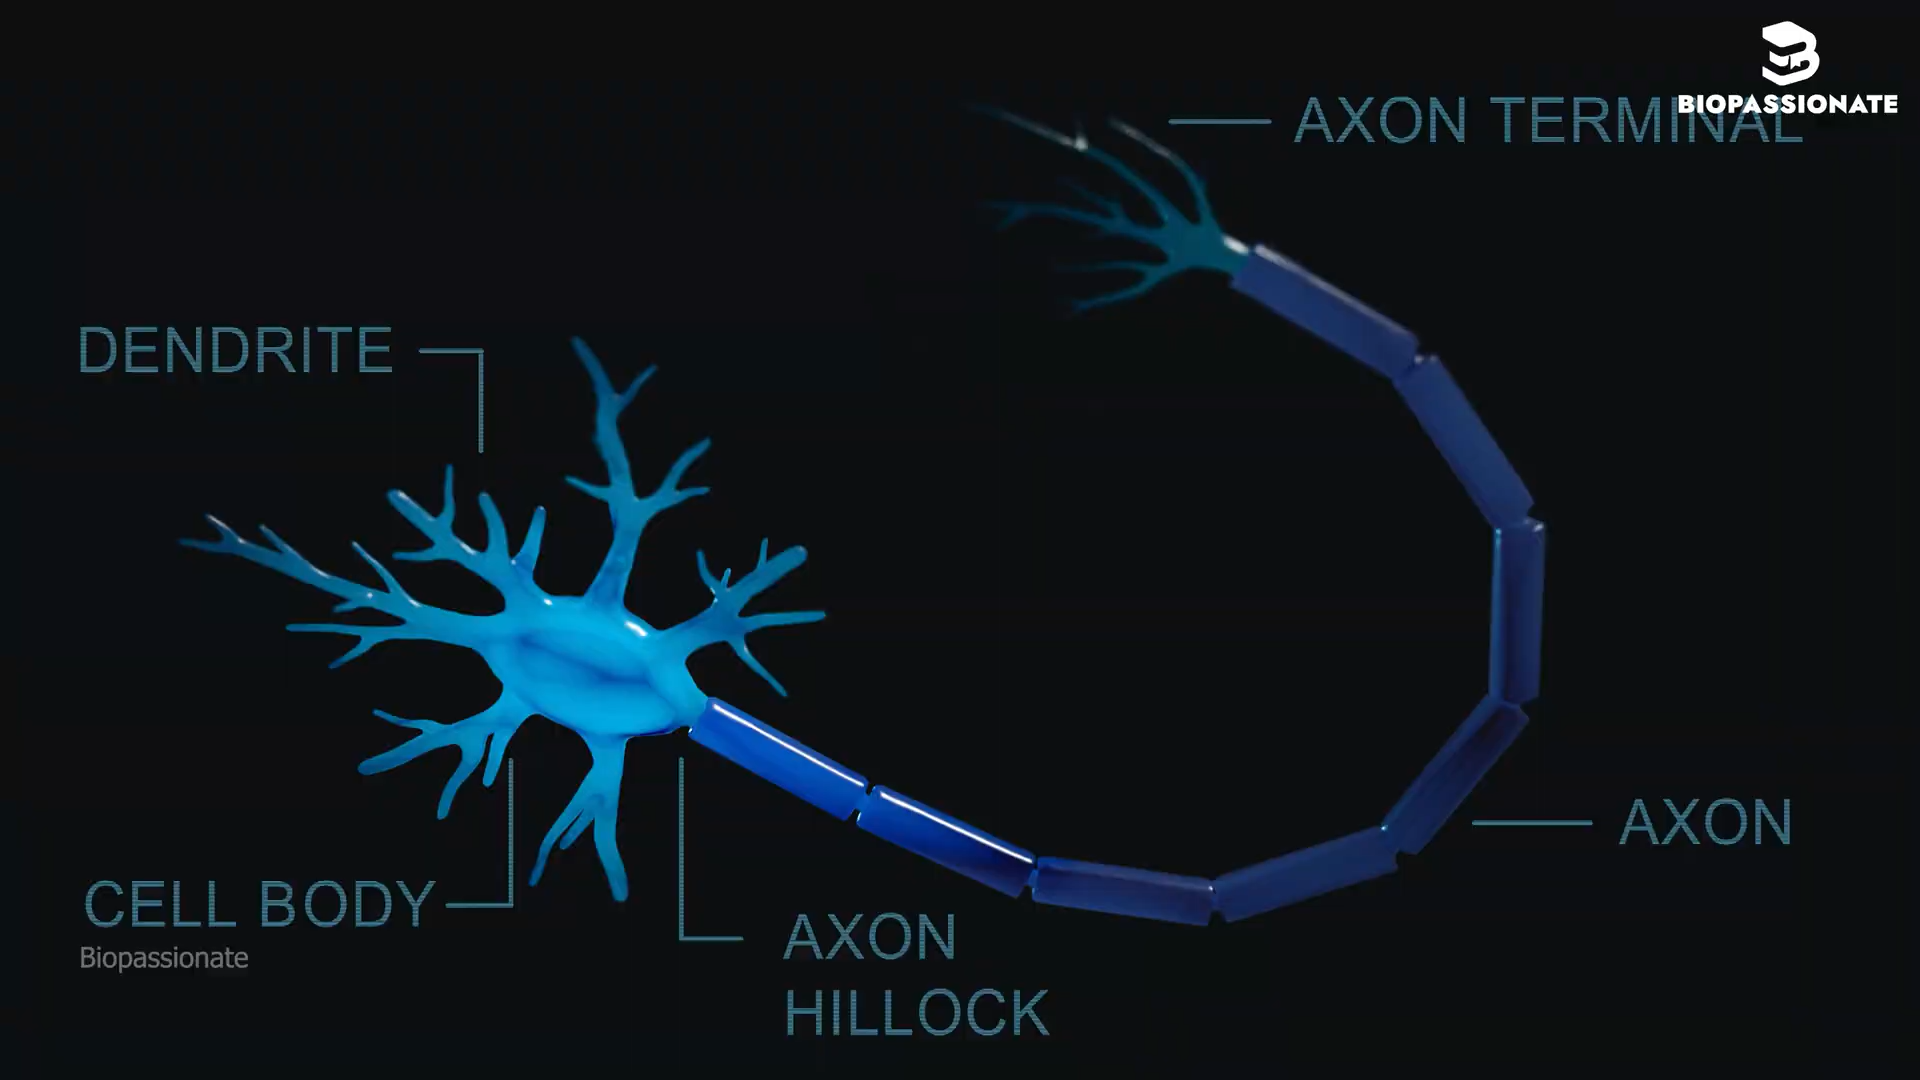 BIOPASSIONATE
AXON TERMINAL
DENDRITE
AXON
CELL BODY
Biopassionate
AXON
HILLOCK